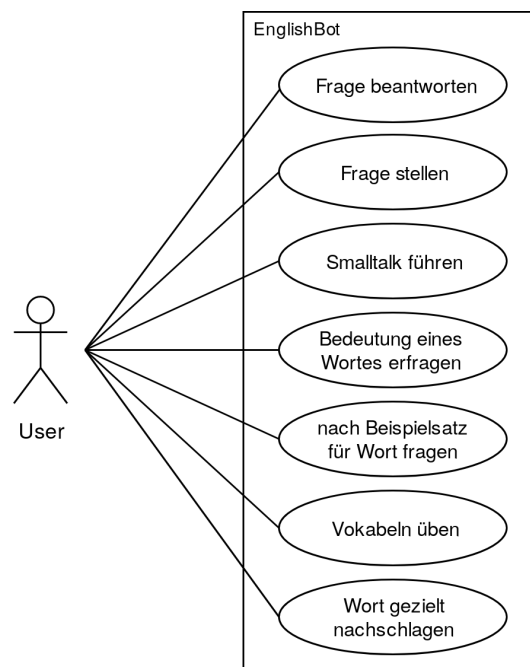 EnglishBot
Frage beantworten
Frage stellen
Smalltalk führen
Bedeutung eines
Wortes erfragen
nach Beispielsatz
für Wort fragen
Vokabeln üben
Wort gezielt
nachschlagen
User